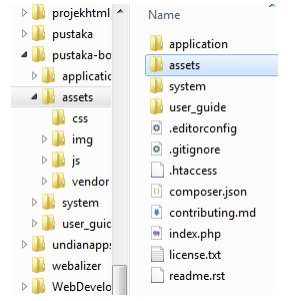 projekhtml
pustaka
pustaka-bo
applicatic
assets
css
img
js
vendor
system
user_guid
undianapps
webalizer
WebDevelo
Name
application
assets
system
user_guide
.editorconfig
.gitignore
.htaccess
composer.json
contributing.md
index.php
license.txt
readme.rst